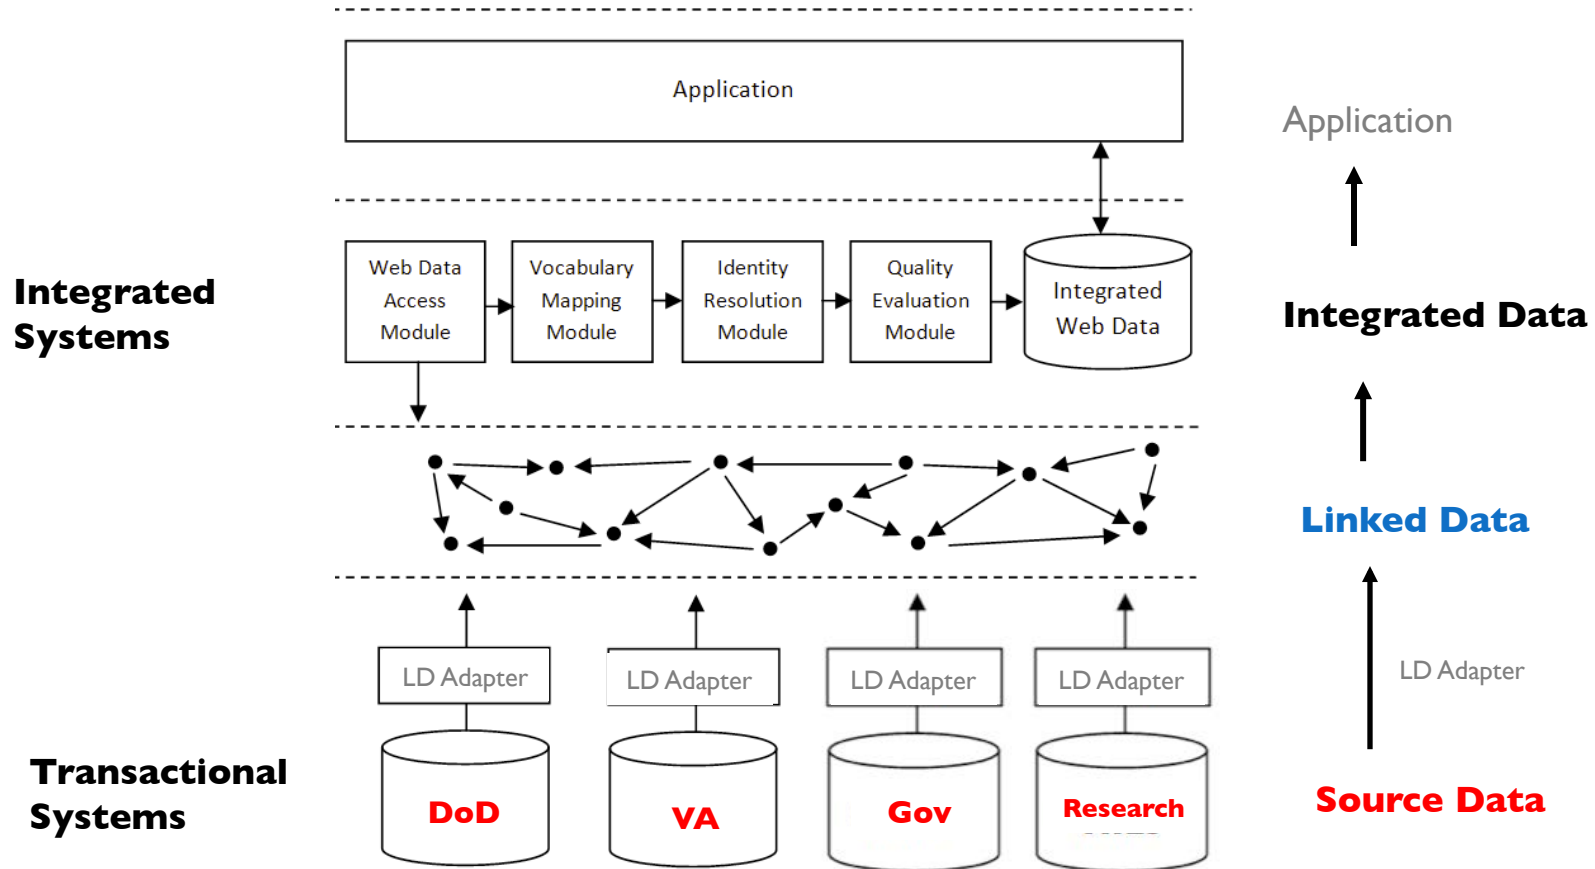 Application
Application
Integrated
Systems
Web Data
Access
Module
Vocabulary
Mapping
Module
Identity
Resolution
Module
Quality
Evaluation
Module
Integrated
Web Data
Integrated Data
Linked Data
LD Adapter
LD Adapter
LD Adapter
LD Adapter
LD Adapter
Transactional
Systems
DoD
VA
Gov
Research
Source Data